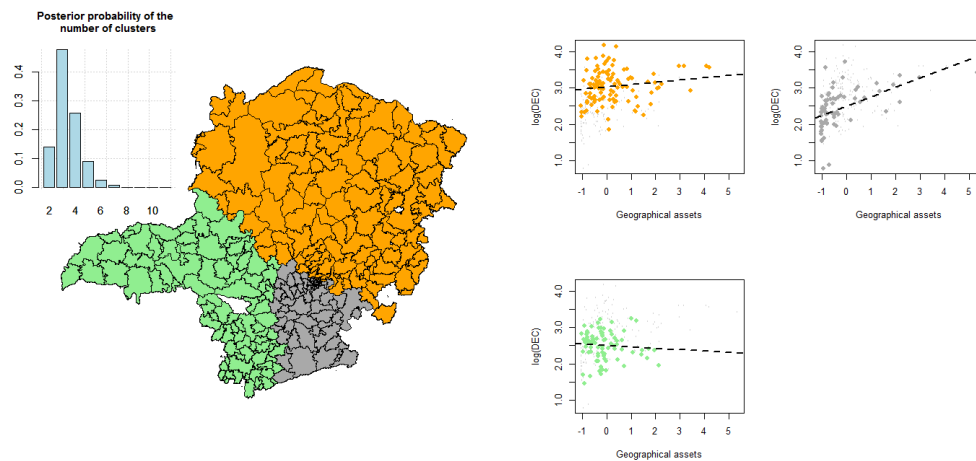 Posterior probability of the
number of clusters
0.4
0.3
0.2
0.1
0.0
2 4 6 8 10
log(DEC)
4.0
3.0
2.0
1.0
-1 0 1 2 3 4 5
Geographical assets
log(DEC)
4.0
3.0
2.0
1.0
-1 0 1 2 3 4 5
Geographical assets
log(DEC)
4.0
3.0
2.0
1.0
-1 0 1 2 3 4 5
Geographical assets